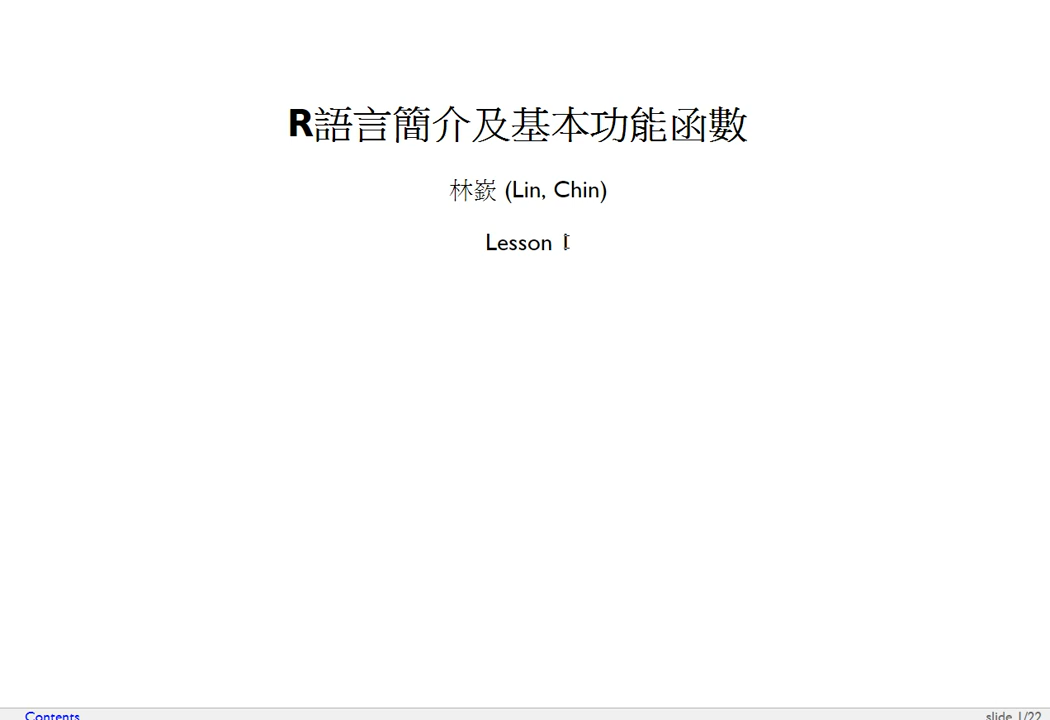 R語言簡介及基本功能函數
林嶔 (Lin, Chin)
Lesson 1
Contents
slide 1/22